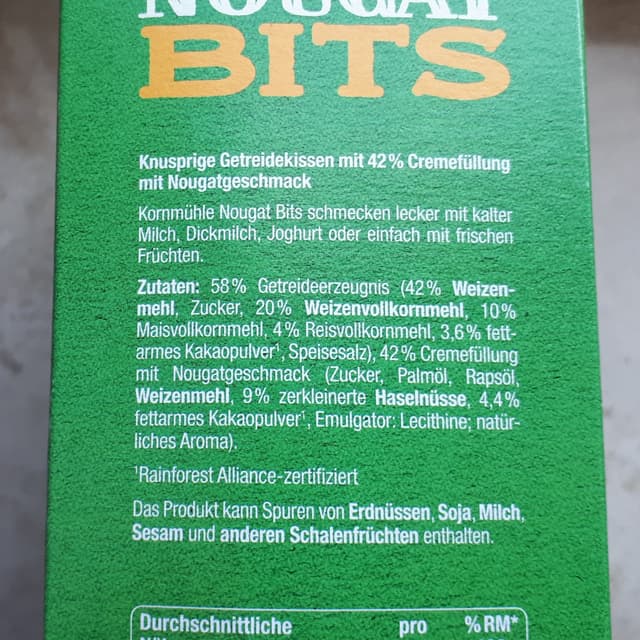 NOUGAT
BITS
Knusprige Getreidekissen mit 42 % Cremefüllung
mit Nougatgeschmack
Kornmühle Nougat Bits schmecken lecker mit kalter
Milch, Dickmilch, Joghurt oder einfach mit frischen
Früchten.
Zutaten: 58 % Getreideerzeugnis (42 % Weizen-
mehl, Zucker, 20 % Weizenvollkornmehl, 10 %
Maisvollkornmehl, 4 % Reisvollkornmehl, 3,6 % fett-
armes Kakaopulver¹, Speisesalz), 42 % Cremefüllung
mit Nougatgeschmack (Zucker, Palmöl, Rapsöl,
Weizenmehl, 9 % zerkleinerte Haselnüsse, 4,4 %
fettarmes Kakaopulver¹, Emulgator: Lecithine; natür-
liches Aroma).
¹Rainforest Alliance-zertifiziert
Das Produkt kann Spuren von Erdnüssen, Soja, Milch,
Sesam und anderen Schalenfrüchten enthalten.
Durchschnittliche pro % RM*